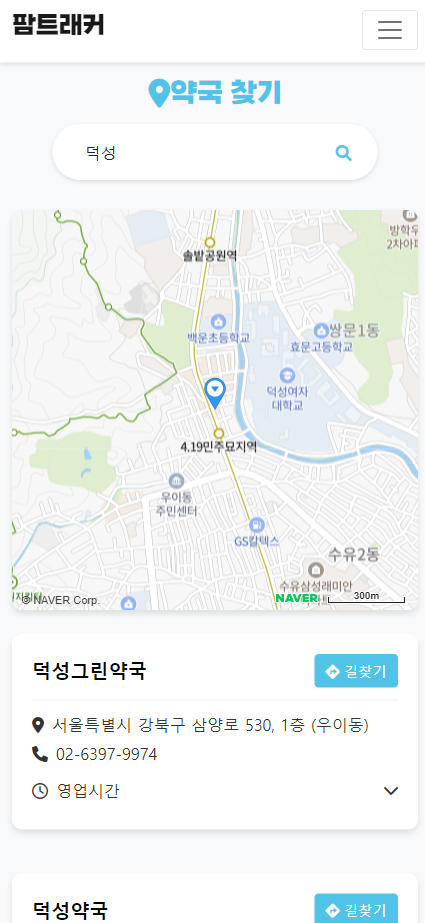 팜트래커
약국 찾기
덕성
방학우
2차아파
솔밭공원역
백운초등학교
쌍문1동
효문고등학교
덕성여자
대학교
4.19민주묘지역
우이동
주민센터
GS칼텍스
수유2동
수유삼성래미안
© NAVER Corp.
NAVER
300m
덕성그린약국
길찾기
서울특별시 강북구 삼양로 530, 1층 (우이동)
02-6397-9974
영업시간
덕성약국
길찾기